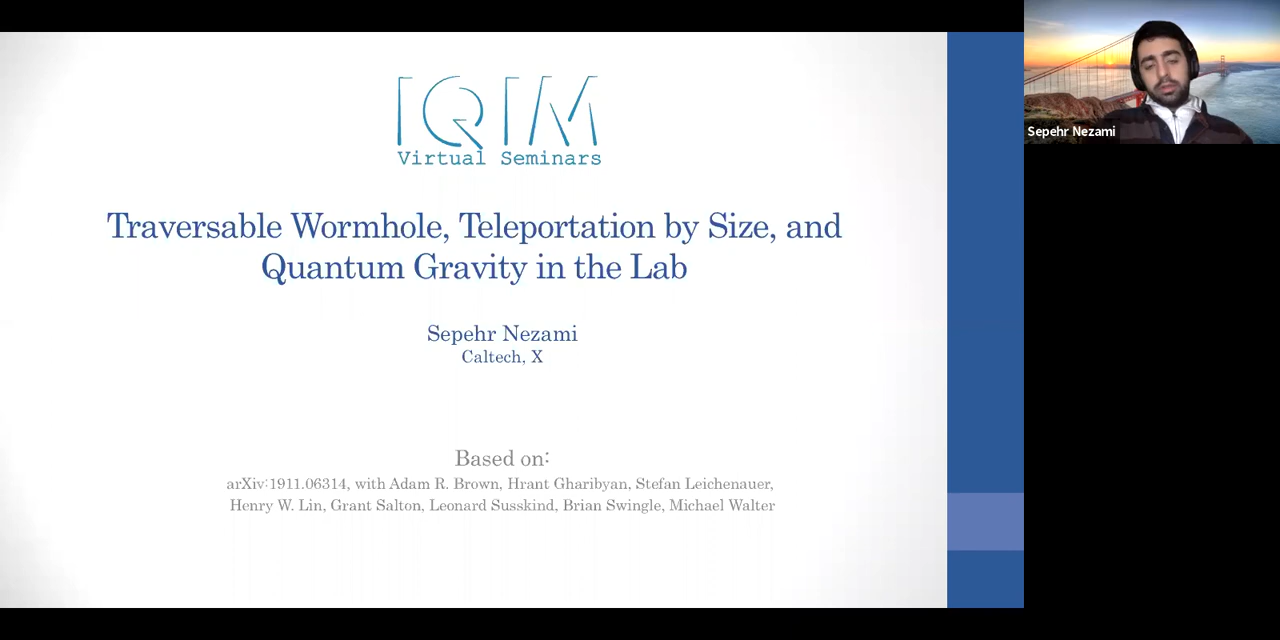 IQIM
Virtual Seminars
Traversable Wormhole, Teleportation by Size, and
Quantum Gravity in the Lab
Sepehr Nezami
Caltech, X
Based on:
arXiv:1911.06314, with Adam R. Brown, Hrant Gharibyan, Stefan Leichenauer,
Henry W. Lin, Grant Salton, Leonard Susskind, Brian Swingle, Michael Walter
Sepehr Nezami